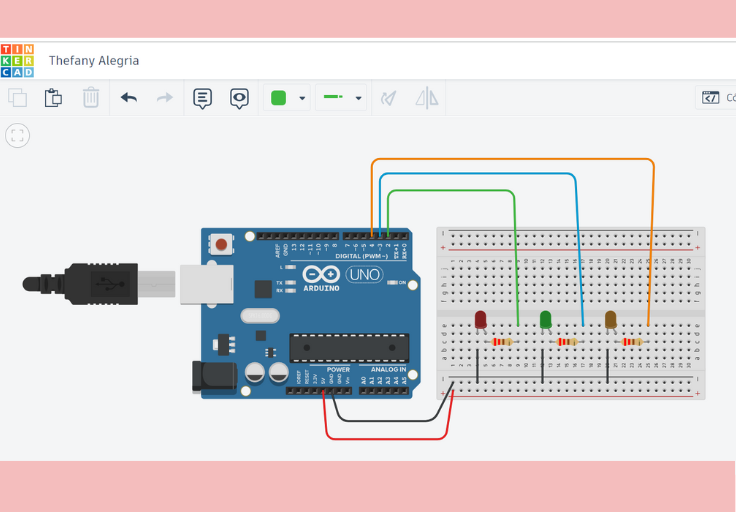 TIN
KER
CAD
Thefany Alegria
Có
AREF
GND
13
12
~11
~10
~9
8
7
~6
~5
4
~3
2
TX→1
RX←0
DIGITAL (PWM~)
L
TX
RX
UNO
ON
ARDUINO
POWER
ANALOG IN
IOREF
RESET
3.3V
5V
GND
GND
Vin
A0
A1
A2
A3
A4
A5